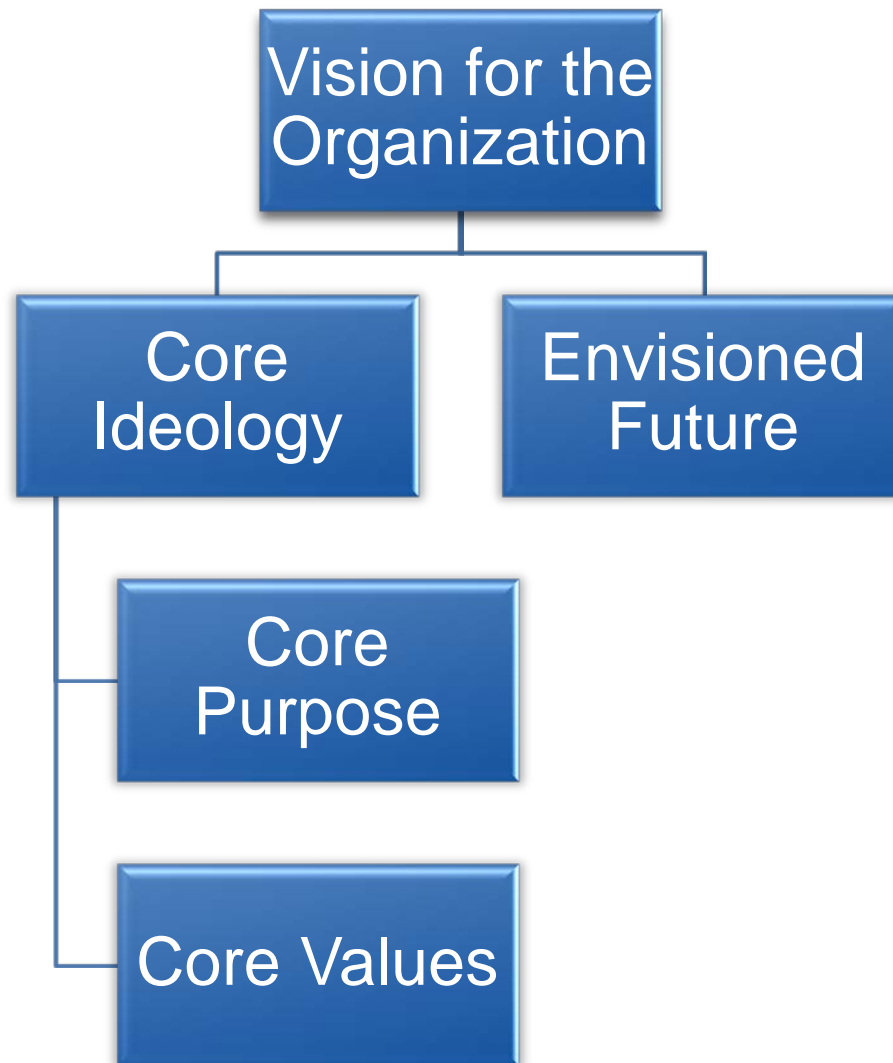 Vision for the
Organization
Core
Ideology
Envisioned
Future
Core
Purpose
Core Values